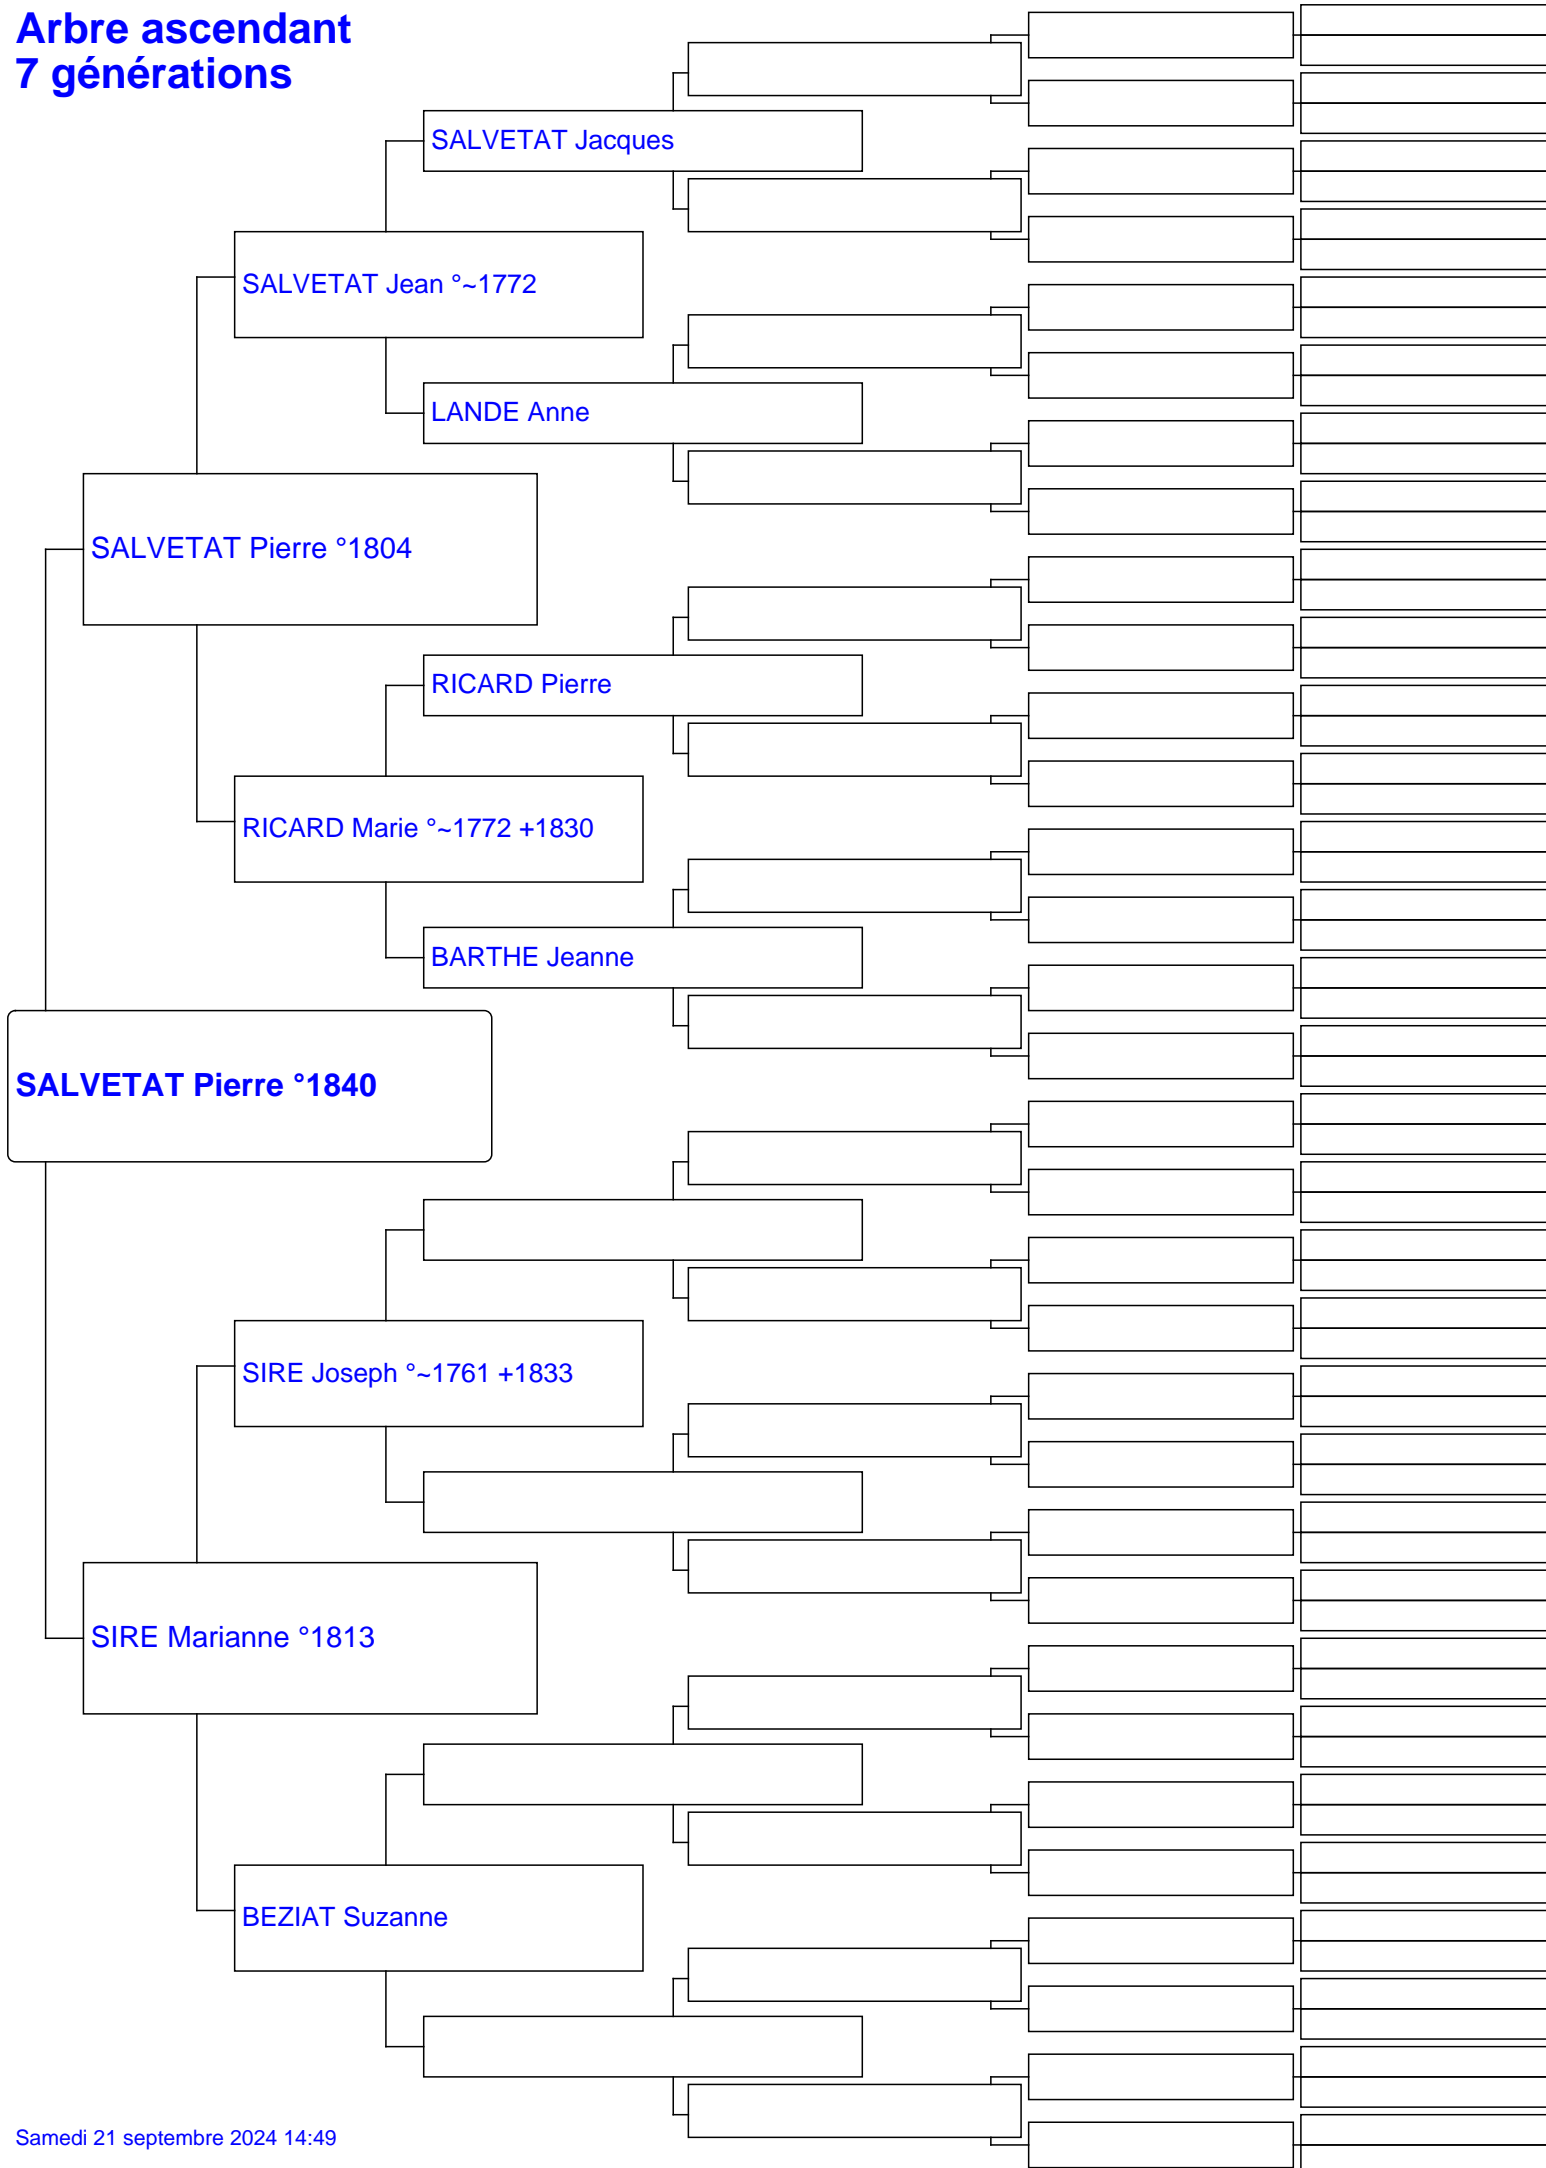 Arbre ascendant
7 générations
SALVETAT Jacques
SALVETAT Jean °~1772
LANDE Anne
SALVETAT Pierre °1804
RICARD Pierre
RICARD Marie °~1772 +1830
BARTHE Jeanne
SALVETAT Pierre °1840
SIRE Joseph °~1761 +1833
SIRE Marianne °1813
BEZIAT Suzanne
Samedi 21 septembre 2024 14:49